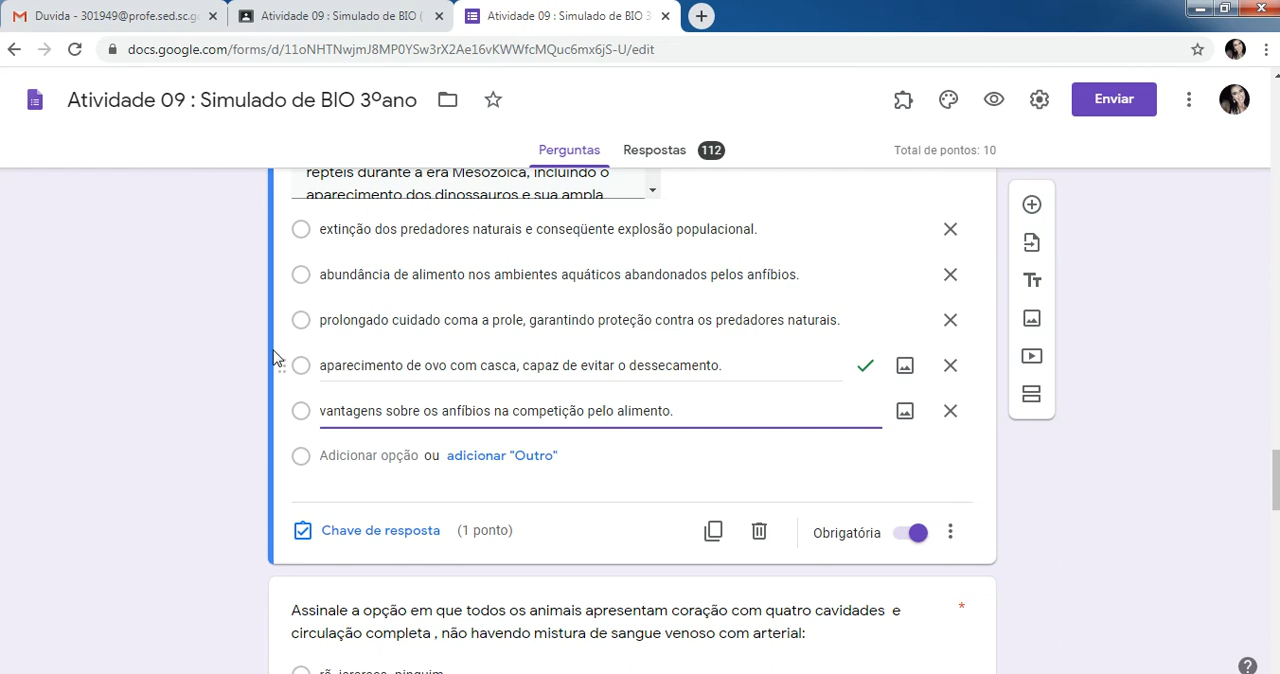 Duvida - 301949@profe.sed.sc.gc
Atividade 09 : Simulado de BIO (
Atividade 09 : Simulado de BIO 3
docs.google.com/forms/d/11oNHTNwjmJ8MP0YSw3rX2Ae16vKWWfcMQuc6mx6jS-U/edit
Atividade 09 : Simulado de BIO 3ºano
Enviar
Perguntas
Respostas 112
Total de pontos: 10
répteis durante a era Mesozóica, incluindo o
aparecimento dos dinossauros e sua ampla
extinção dos predadores naturais e conseqüente explosão populacional.
abundância de alimento nos ambientes aquáticos abandonados pelos anfíbios.
prolongado cuidado coma a prole, garantindo proteção contra os predadores naturais.
aparecimento de ovo com casca, capaz de evitar o dessecamento.
vantagens sobre os anfíbios na competição pelo alimento.
Adicionar opção ou adicionar "Outro"
Chave de resposta (1 ponto)
Obrigatória
Assinale a opção em que todos os animais apresentam coração com quatro cavidades e *
circulação completa , não havendo mistura de sangue venoso com arterial: